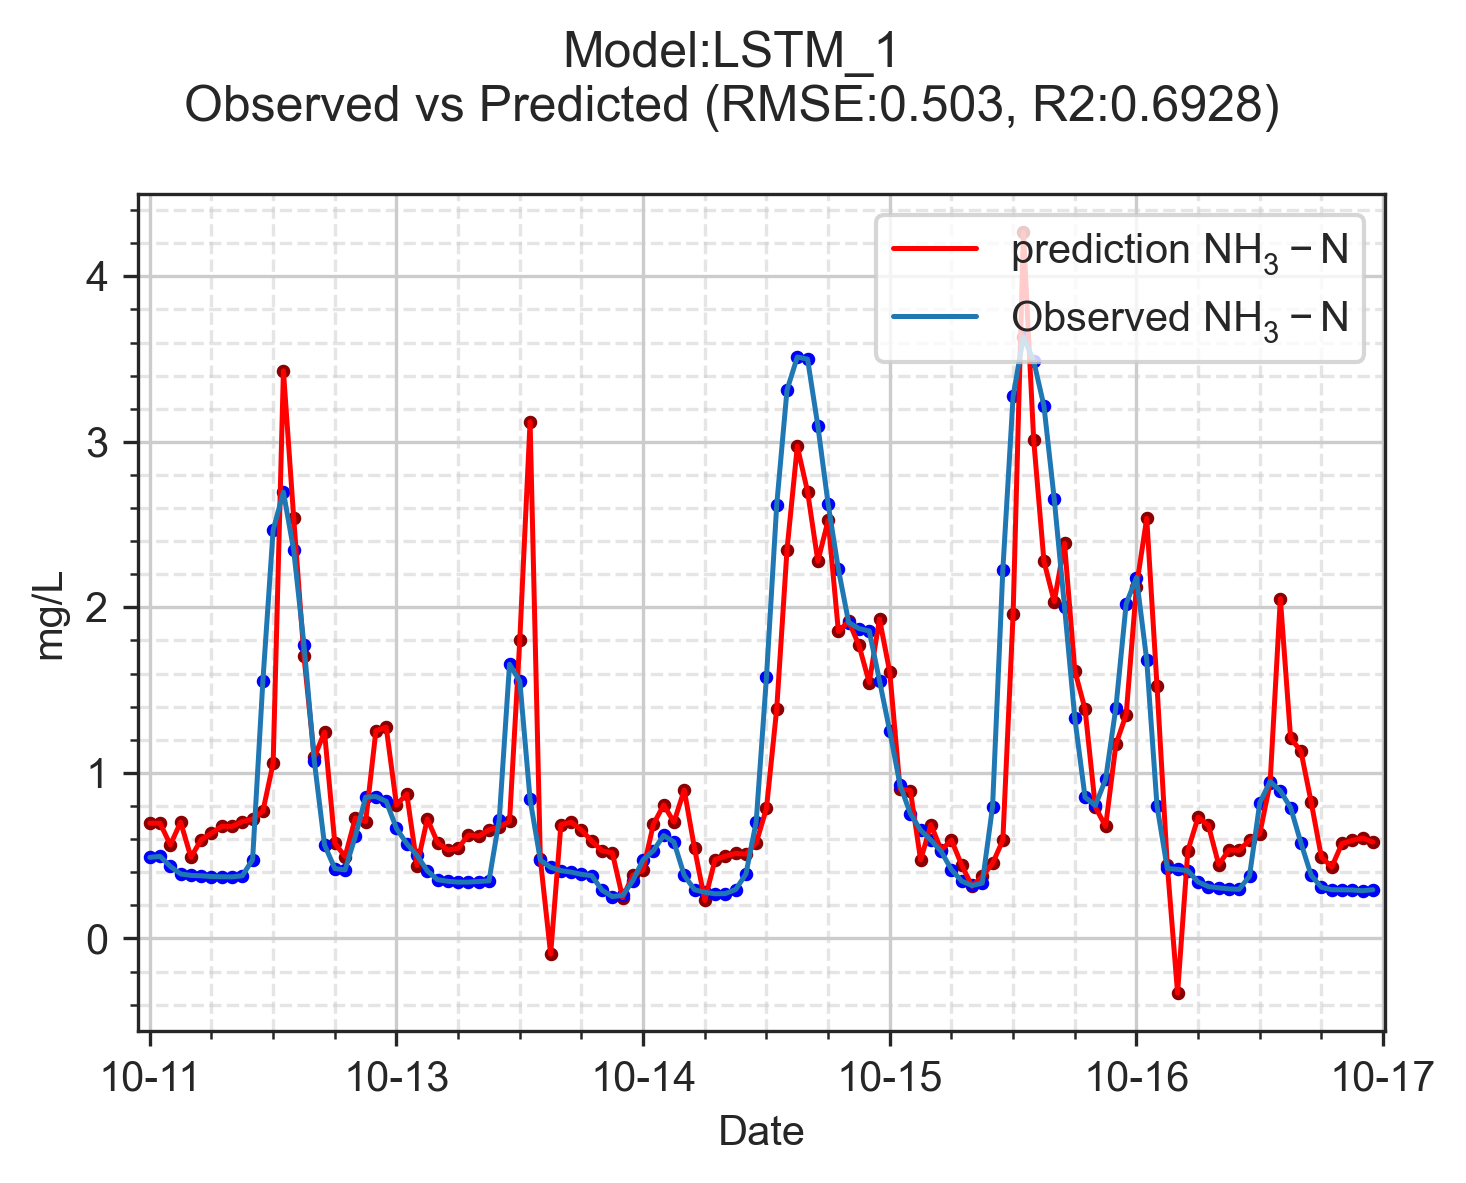 Model:LSTM_1
Observed vs Predicted (RMSE:0.503, R2:0.6928)
prediction NH₃ − N
Observed NH₃ − N
4
3
2
1
0
mg/L
10-11 10-13 10-14 10-15 10-16 10-17
Date